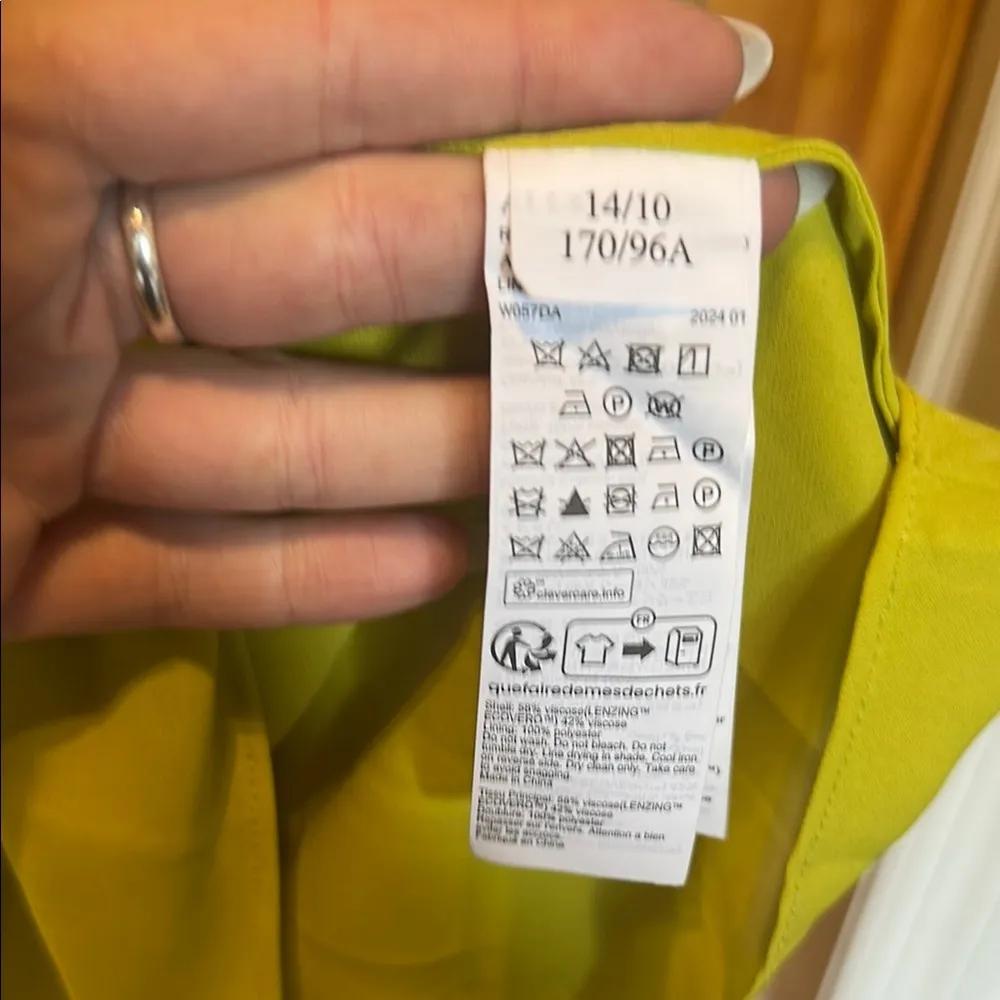 14/10
170/96A
W057DA 2024 01
P
W
P
P
clevercare.info
FR
quefairedemesdechets.fr
Shell: 58% viscose(LENZING™
ECOVERO™) 42% viscose
Lining: 100% polyester
Do not wash. Do not bleach. Do not
tumble dry. Line drying in shade. Cool iron
on reverse side. Dry clean only. Take care
to avoid snagging.
Made in China
Tissu Principal: 58% viscose(LENZING™
ECOVERO™) 42% viscose
Doublure: 100% polyester
Repasser sur l'envers. Attention a bien
evitez les accrocs.
Fabriqué en Chine